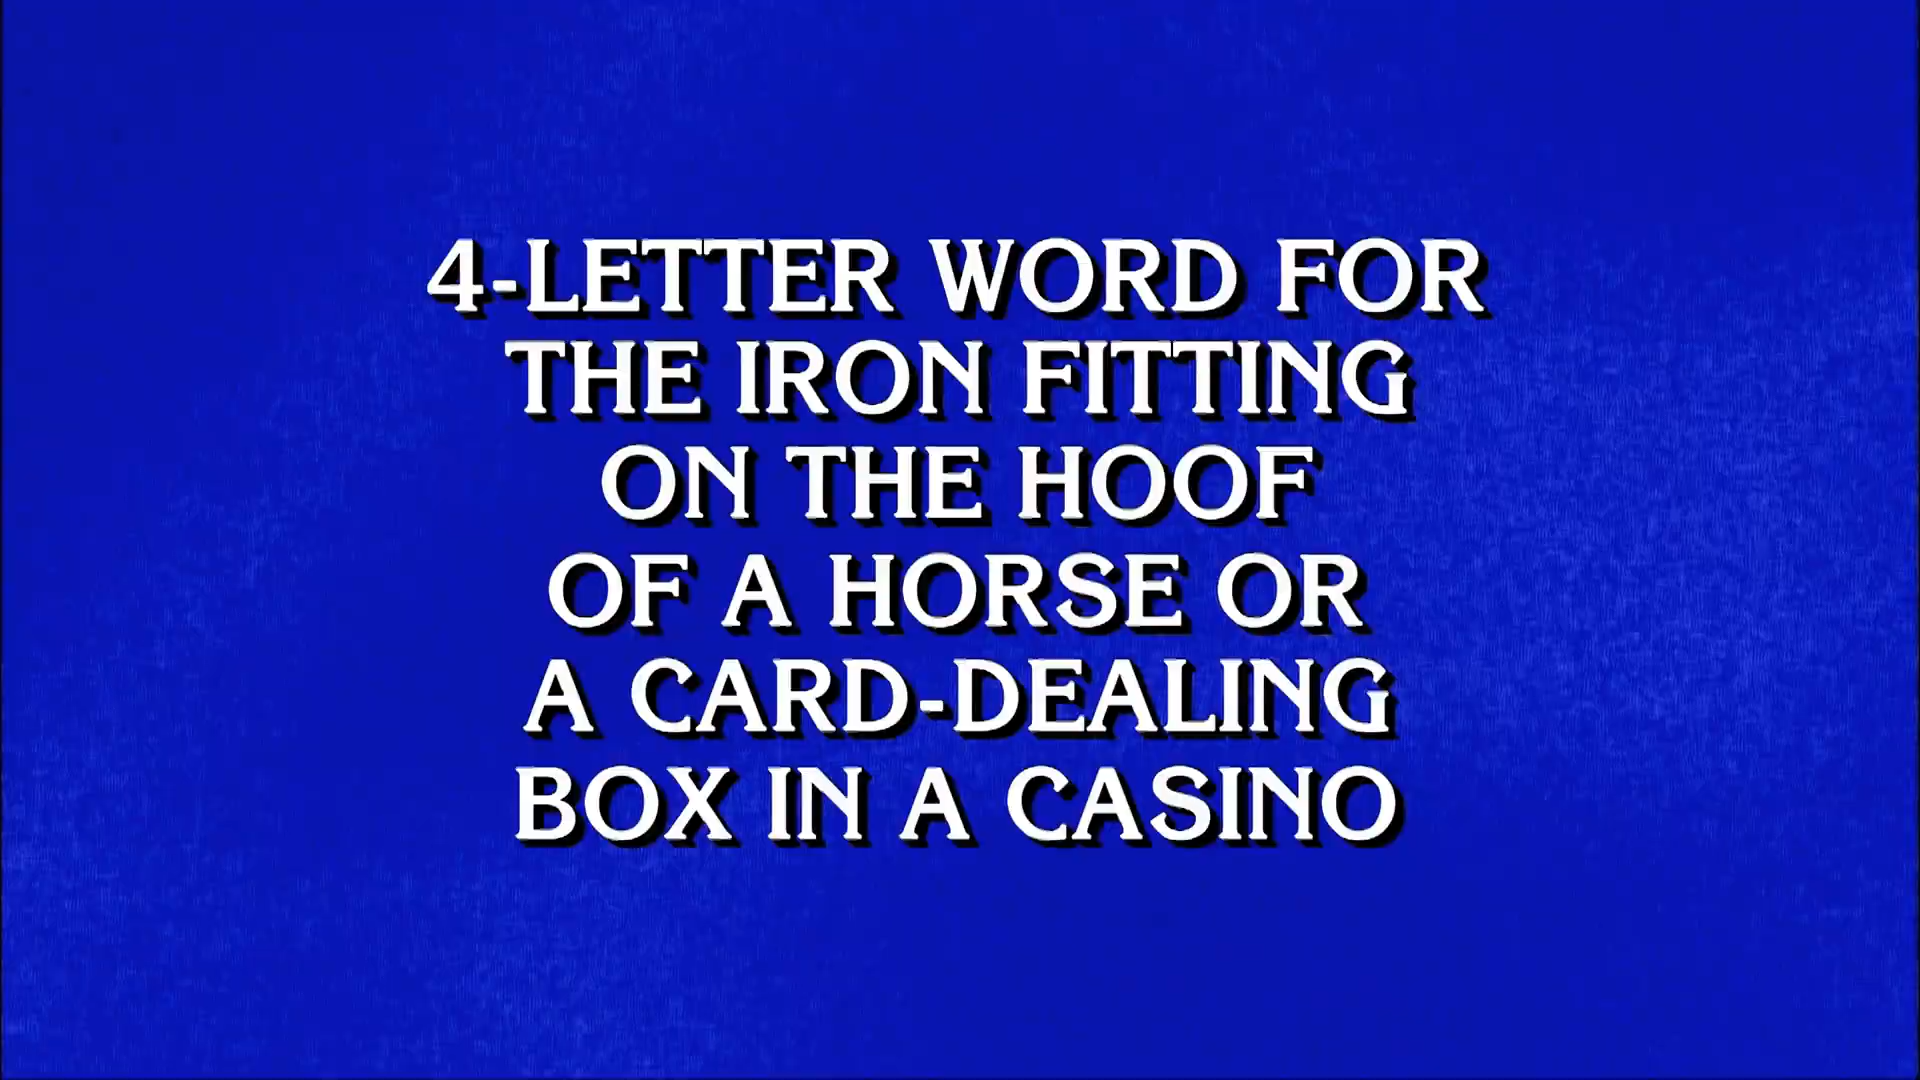 4-LETTER WORD FOR
THE IRON FITTING
ON THE HOOF
OF A HORSE OR
A CARD-DEALING
BOX IN A CASINO